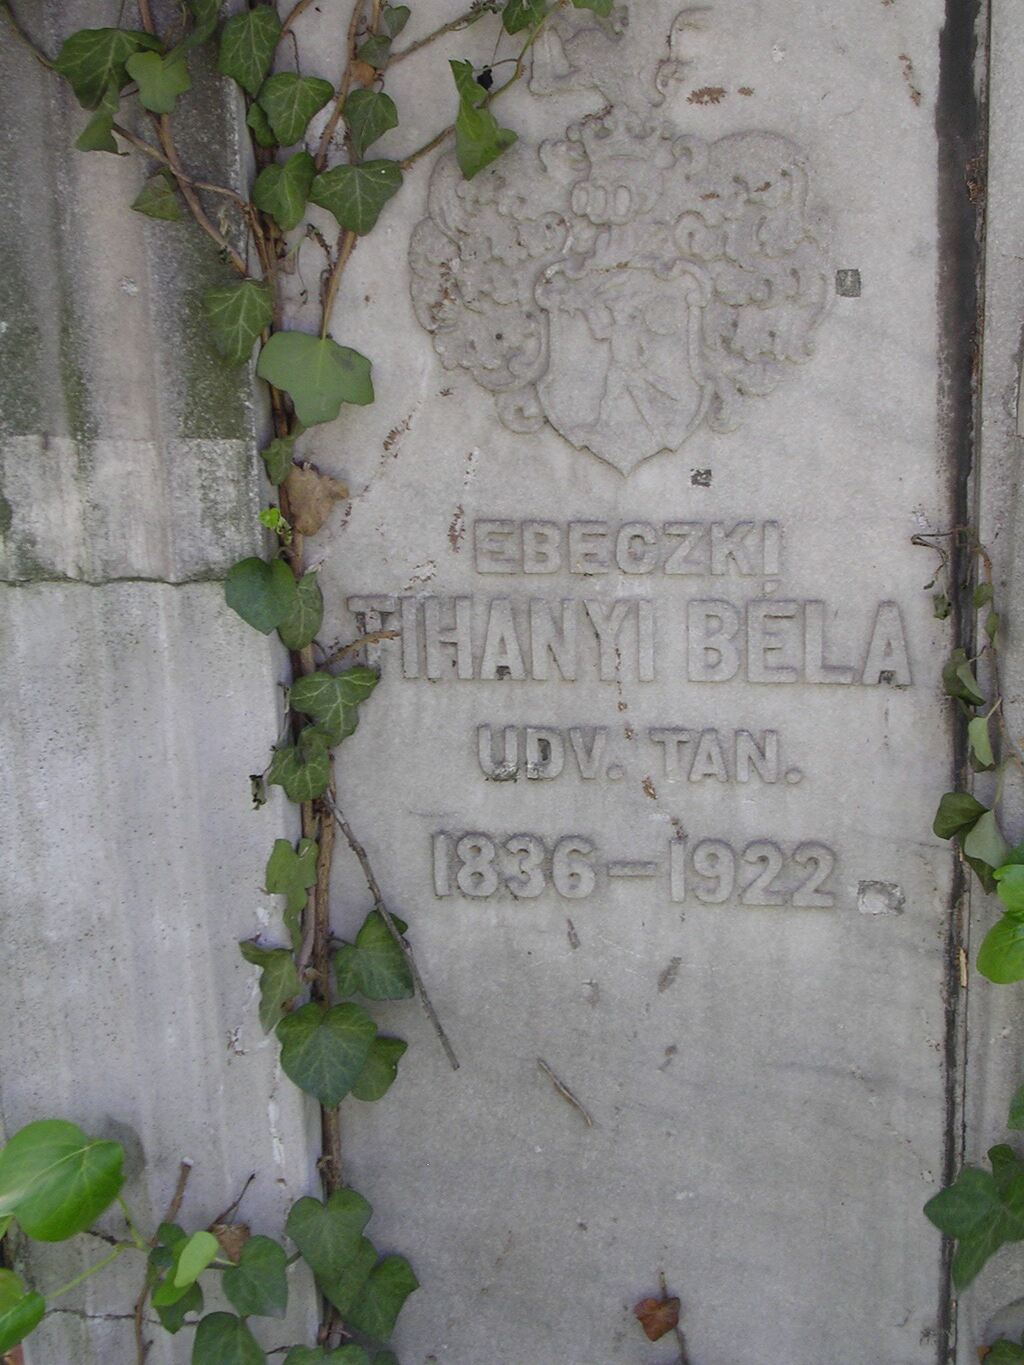 EBECZKI
TIHANYI BÉLA
UDV. TAN.
1836–1922